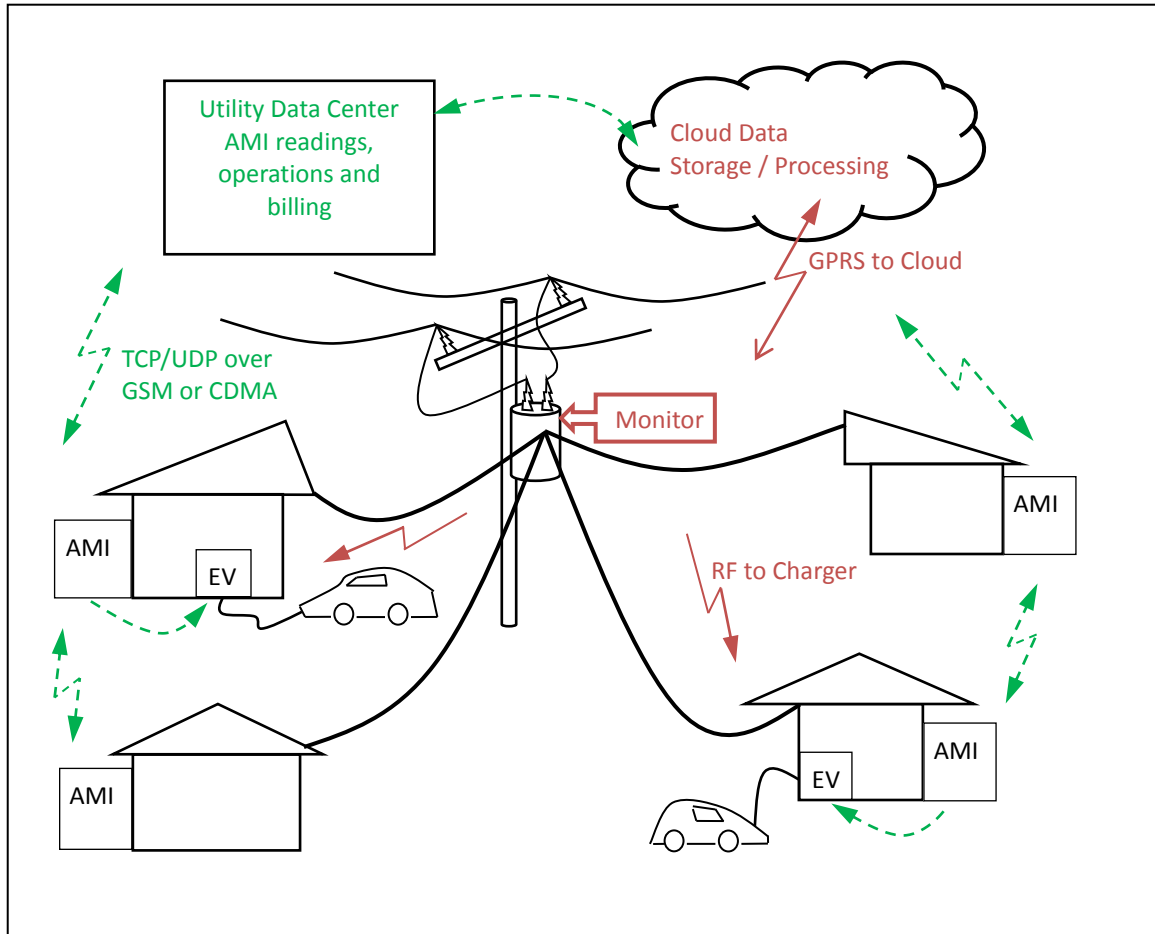 Utility Data Center
AMI readings,
operations and
billing
Cloud Data
Storage / Processing
GPRS to Cloud
TCP/UDP over
GSM or CDMA
Monitor
AMI
EV
AMI
RF to Charger
AMI
EV
AMI